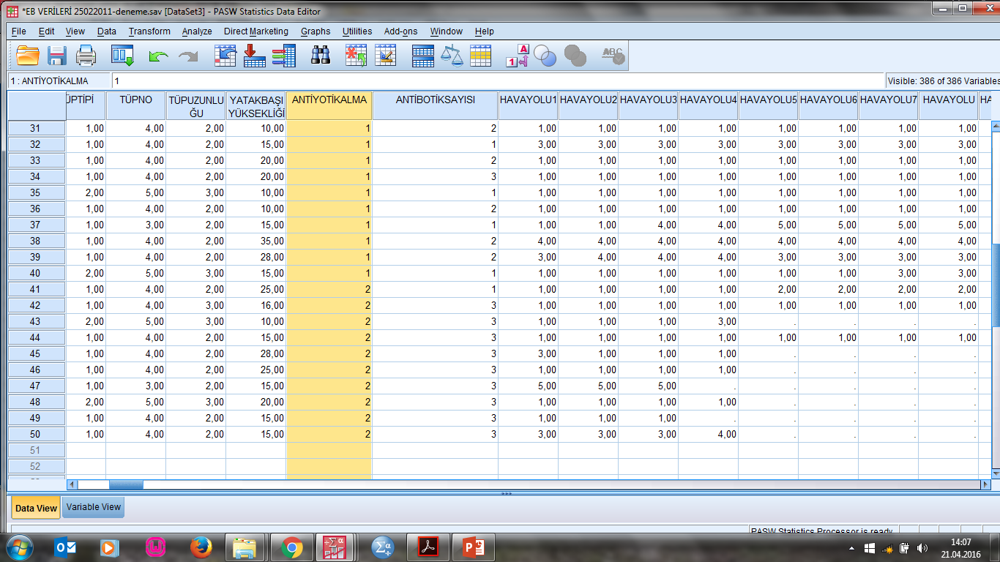 *EB VERİLERİ 25022011-deneme.sav [DataSet3] - PASW Statistics Data Editor
File Edit View Data Transform Analyze Direct Marketing Graphs Utilities Add-ons Window Help
1 : ANTİYOTİKALMA 1 Visible: 386 of 386 Variables
ÜPTİPİ TÜPNO TÜPUZUNLU YATAKBAŞI ANTİYOTİKALMA ANTİBOTİKSAYISI HAVAYOLU1 HAVAYOLU2 HAVAYOLU3 HAVAYOLU4 HAVAYOLU5 HAVAYOLU6 HAVAYOLU7 HAVAYOLU HA
ĞU YÜKSEKLİĞİ
31 1,00 4,00 2,00 10,00 1 2 1,00 1,00 1,00 1,00 1,00 1,00 1,00 1,00
32 1,00 4,00 2,00 15,00 1 1 3,00 3,00 3,00 3,00 3,00 3,00 3,00 3,00
33 1,00 4,00 2,00 20,00 1 2 1,00 1,00 1,00 1,00 1,00 1,00 1,00 1,00
34 1,00 4,00 2,00 20,00 1 3 1,00 1,00 1,00 1,00 1,00 1,00 1,00 1,00
35 2,00 5,00 3,00 10,00 1 1 1,00 1,00 1,00 1,00 1,00 1,00 1,00 1,00
36 1,00 4,00 2,00 10,00 1 2 1,00 1,00 1,00 1,00 1,00 1,00 1,00 1,00
37 1,00 3,00 2,00 15,00 1 1 1,00 1,00 4,00 4,00 5,00 5,00 5,00 5,00
38 1,00 4,00 2,00 35,00 1 2 4,00 4,00 4,00 4,00 4,00 4,00 4,00 4,00
39 1,00 4,00 2,00 28,00 1 2 3,00 4,00 4,00 4,00 3,00 3,00 3,00 3,00
40 2,00 5,00 3,00 15,00 1 1 1,00 1,00 1,00 1,00 1,00 1,00 3,00 3,00
41 1,00 4,00 2,00 25,00 2 1 1,00 1,00 1,00 1,00 2,00 2,00 2,00 2,00
42 1,00 4,00 3,00 16,00 2 3 1,00 1,00 1,00 1,00 1,00 1,00 1,00 1,00
43 2,00 5,00 3,00 10,00 2 3 1,00 1,00 1,00 3,00 . . . .
44 1,00 4,00 2,00 15,00 2 3 1,00 1,00 1,00 1,00 1,00 1,00 1,00 1,00
45 1,00 4,00 2,00 28,00 2 3 3,00 1,00 1,00 1,00 . . . .
46 1,00 4,00 2,00 25,00 2 3 1,00 1,00 1,00 1,00 . . . .
47 1,00 3,00 2,00 15,00 2 3 5,00 5,00 5,00 . . . . .
48 2,00 5,00 3,00 20,00 2 3 1,00 1,00 1,00 1,00 . . . .
49 1,00 4,00 2,00 15,00 2 3 1,00 1,00 1,00 . . . . .
50 1,00 4,00 2,00 15,00 2 3 3,00 3,00 3,00 4,00 . . . .
51
52
Data View Variable View
PASW Statistics Processor is ready
14:07
21.04.2016